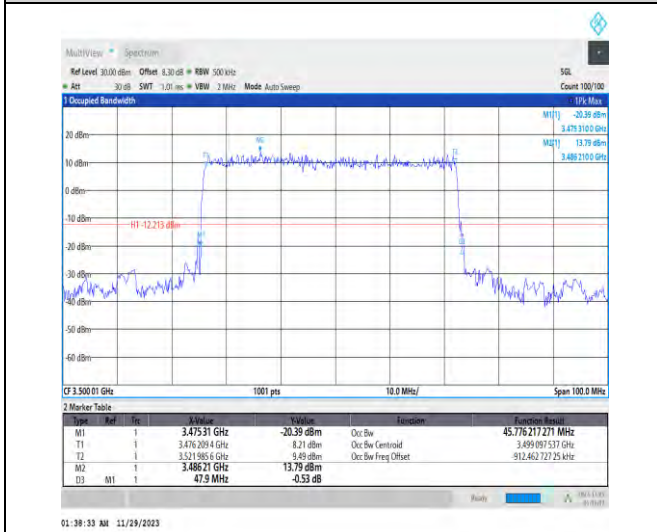 MultiView Spectrum
Ref Level 30.00 dBm Offset 8.30 dB RBW 500 kHz SGL
Att 30 dB SWT 1.01 ms VBW 2 MHz Mode Auto Sweep Count 100/100
1 Occupied Bandwidth 1Pk Max
M1[1] -20.39 dBm
3.475 3100 GHz
M2[1] 13.79 dBm
3.486 2100 GHz
20 dBm
M2
T1
T2
10 dBm
0 dBm
-10 dBm
H1 -12.213 dBm
-20 dBm
-30 dBm
-40 dBm
-50 dBm
-60 dBm
CF 3.500 01 GHz 1001 pts 10.0 MHz/ Span 100.0 MHz
2 Marker Table
Type Ref Trc X-Value Y-Value Function Function Result
M1 1 3.475 31 GHz -20.39 dBm Occ Bw 45.776 217 271 MHz
T1 1 3.476 209 4 GHz 8.21 dBm Occ Bw Centroid 3.499 097 537 GHz
T2 1 3.521 985 6 GHz 9.49 dBm Occ Bw Freq Offset -912.462 727 25 kHz
M2 1 3.486 21 GHz 13.79 dBm
D3 M1 1 47.9 MHz -0.53 dB
Ready
01:38:33 AM 11/29/2023